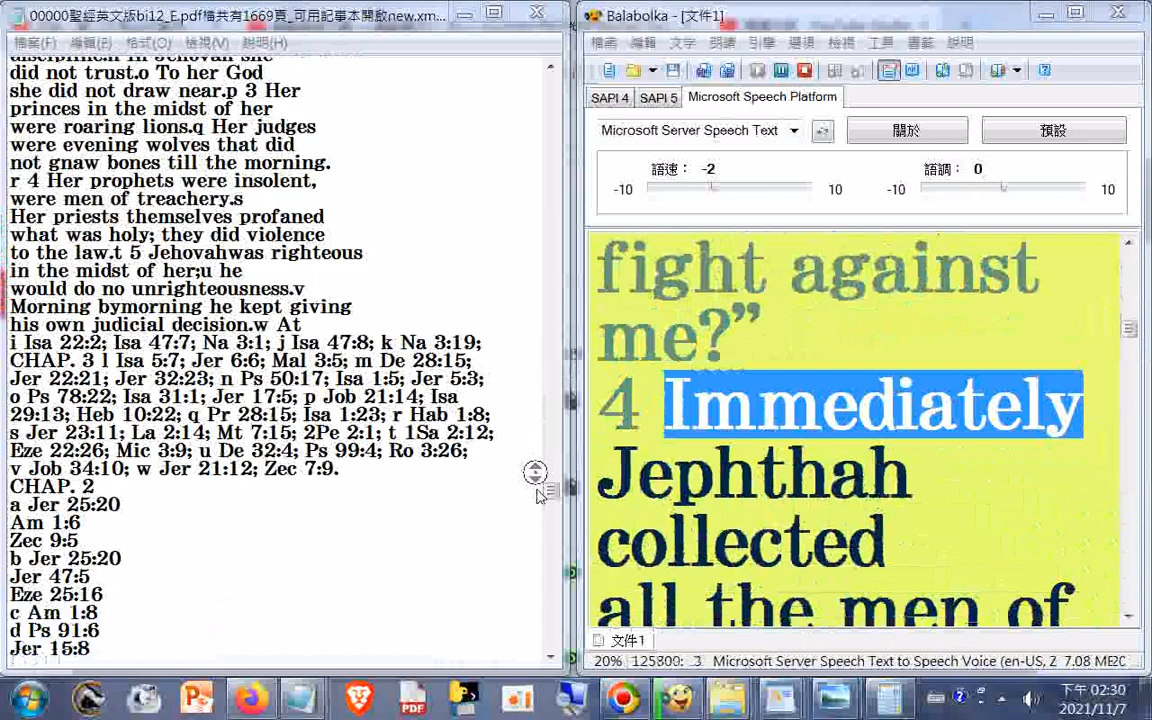 00000聖經英文版bi12_E.pdf檔共有1669頁_可用記事本開啟new.xm...
檔案(F) 編輯(E) 格式(O) 檢視(V) 說明(H)
discipline.n In Jehovah she
did not trust.o To her God
she did not draw near.p 3 Her
princes in the midst of her
were roaring lions.q Her judges
were evening wolves that did
not gnaw bones till the morning.
r 4 Her prophets were insolent,
were men of treachery.s
Her priests themselves profaned
what was holy; they did violence
to the law.t 5 Jehovahwas righteous
in the midst of her;u he
would do no unrighteousness.v
Morning bymorning he kept giving
his own judicial decision.w At
i Isa 22:2; Isa 47:7; Na 3:1; j Isa 47:8; k Na 3:19;
CHAP. 3 l Isa 5:7; Jer 6:6; Mal 3:5; m De 28:15;
Jer 22:21; Jer 32:23; n Ps 50:17; Isa 1:5; Jer 5:3;
o Ps 78:22; Isa 31:1; Jer 17:5; p Job 21:14; Isa
29:13; Heb 10:22; q Pr 28:15; Isa 1:23; r Hab 1:8;
s Jer 23:11; La 2:14; Mt 7:15; 2Pe 2:1; t 1Sa 2:12;
Eze 22:26; Mic 3:9; u De 32:4; Ps 99:4; Ro 3:26;
v Job 34:10; w Jer 21:12; Zec 7:9.
CHAP. 2
a Jer 25:20
Am 1:6
Zec 9:5
b Jer 25:20
Jer 47:5
Eze 25:16
c Am 1:8
d Ps 91:6
Jer 15:8
Balabolka - [文件1]
檔案 編輯 文字 朗讀 引擎 選項 檢視 工具 書籤 說明
SAPI 4 SAPI 5 Microsoft Speech Platform
Microsoft Server Speech Text 關於 預設
語速： -2 語調： 0
-10 10 -10 10
fight against
me?”
4 Immediately
Jephthah
collected
all the men of
文件1
20% Microsoft Server Speech Text to Speech Voice (en-US, Z 7.08 ME
PDF
下午 02:30
2021/11/7